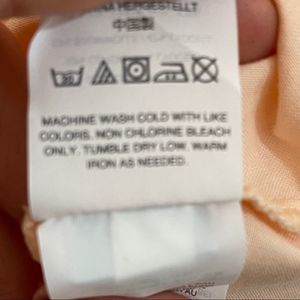 HERGESTELLT
中国製
MACHINE WASH COLD WITH LIKE
COLORS. NON CHLORINE BLEACH
ONLY. TUMBLE DRY LOW. WARM
IRON AS NEEDED.